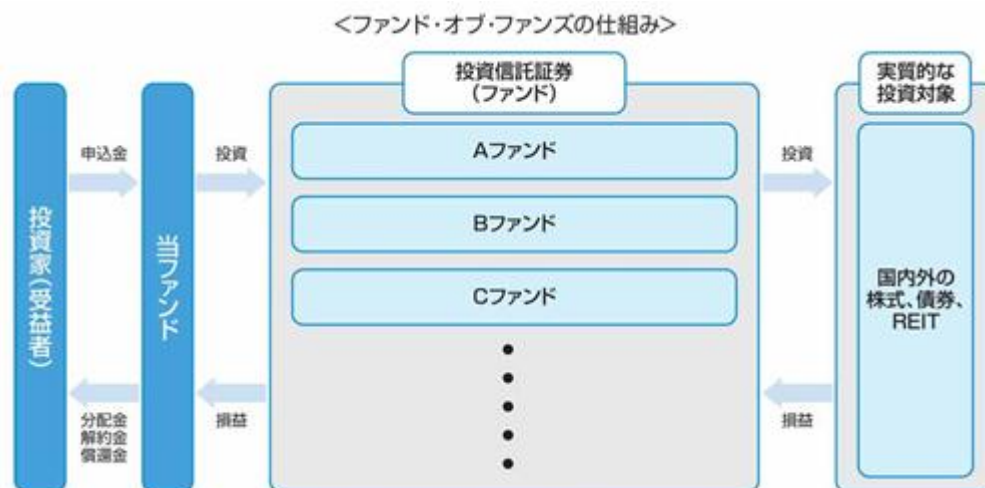 ＜ファンド・オブ・ファンズの仕組み＞
投資信託証券
（ファンド）
実質的な
投資対象
投資家（受益者）
申込金
分配金
解約金
償還金
当ファンド
投資
損益
Aファンド
Bファンド
Cファンド
投資
損益
国内外の
株式、債券、
REIT